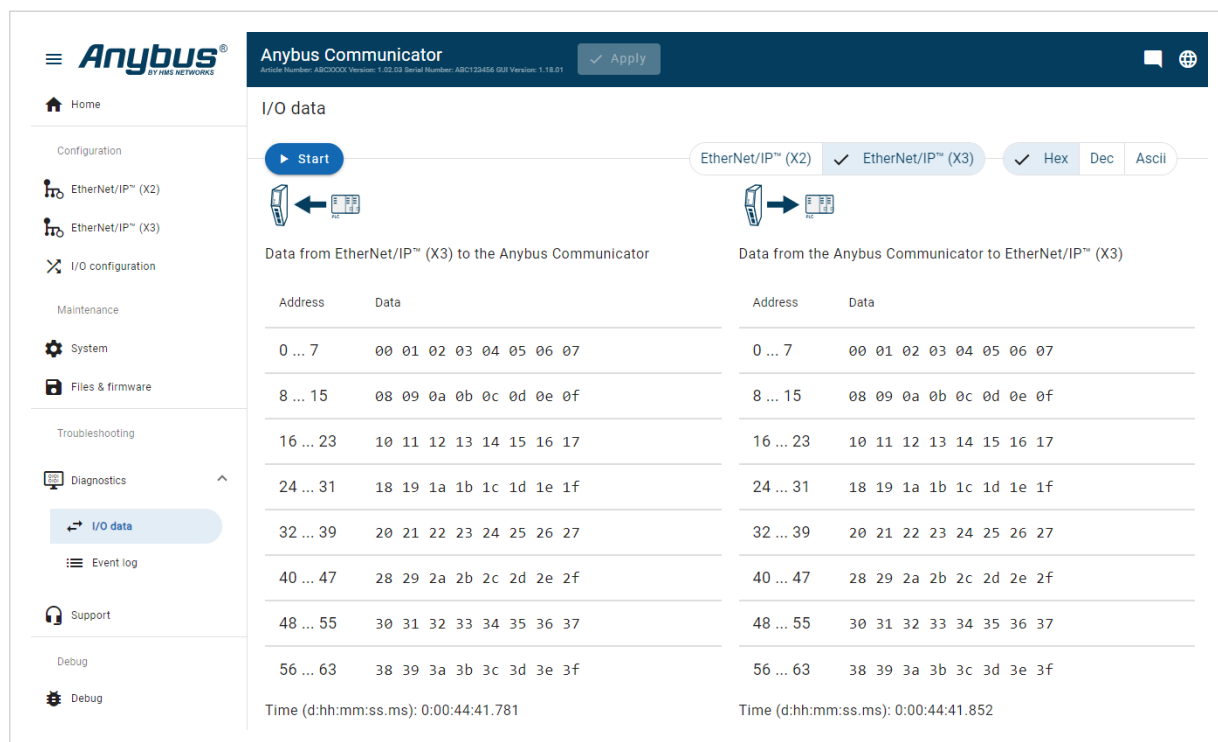 Anybus®
BY HMS NETWORKS
Home
Configuration
EtherNet/IP™ (X2)
EtherNet/IP™ (X3)
I/O configuration
Maintenance
System
Files & firmware
Troubleshooting
Diagnostics
I/O data
Event log
Support
Debug
Debug
Anybus Communicator
Apply
Article Number: ABCXXXX Version: 1.02.03 Serial Number: ABC123456 GUI Version: 1.18.01
I/O data
Start
EtherNet/IP™ (X2) EtherNet/IP™ (X3) Hex Dec Ascii
PLC
Data from EtherNet/IP™ (X3) to the Anybus Communicator
Address Data
0 ... 7 00 01 02 03 04 05 06 07
8 ... 15 08 09 0a 0b 0c 0d 0e 0f
16 ... 23 10 11 12 13 14 15 16 17
24 ... 31 18 19 1a 1b 1c 1d 1e 1f
32 ... 39 20 21 22 23 24 25 26 27
40 ... 47 28 29 2a 2b 2c 2d 2e 2f
48 ... 55 30 31 32 33 34 35 36 37
56 ... 63 38 39 3a 3b 3c 3d 3e 3f
Time (d:hh:mm:ss.ms): 0:00:44:41.781
PLC
Data from the Anybus Communicator to EtherNet/IP™ (X3)
Address Data
0 ... 7 00 01 02 03 04 05 06 07
8 ... 15 08 09 0a 0b 0c 0d 0e 0f
16 ... 23 10 11 12 13 14 15 16 17
24 ... 31 18 19 1a 1b 1c 1d 1e 1f
32 ... 39 20 21 22 23 24 25 26 27
40 ... 47 28 29 2a 2b 2c 2d 2e 2f
48 ... 55 30 31 32 33 34 35 36 37
56 ... 63 38 39 3a 3b 3c 3d 3e 3f
Time (d:hh:mm:ss.ms): 0:00:44:41.852